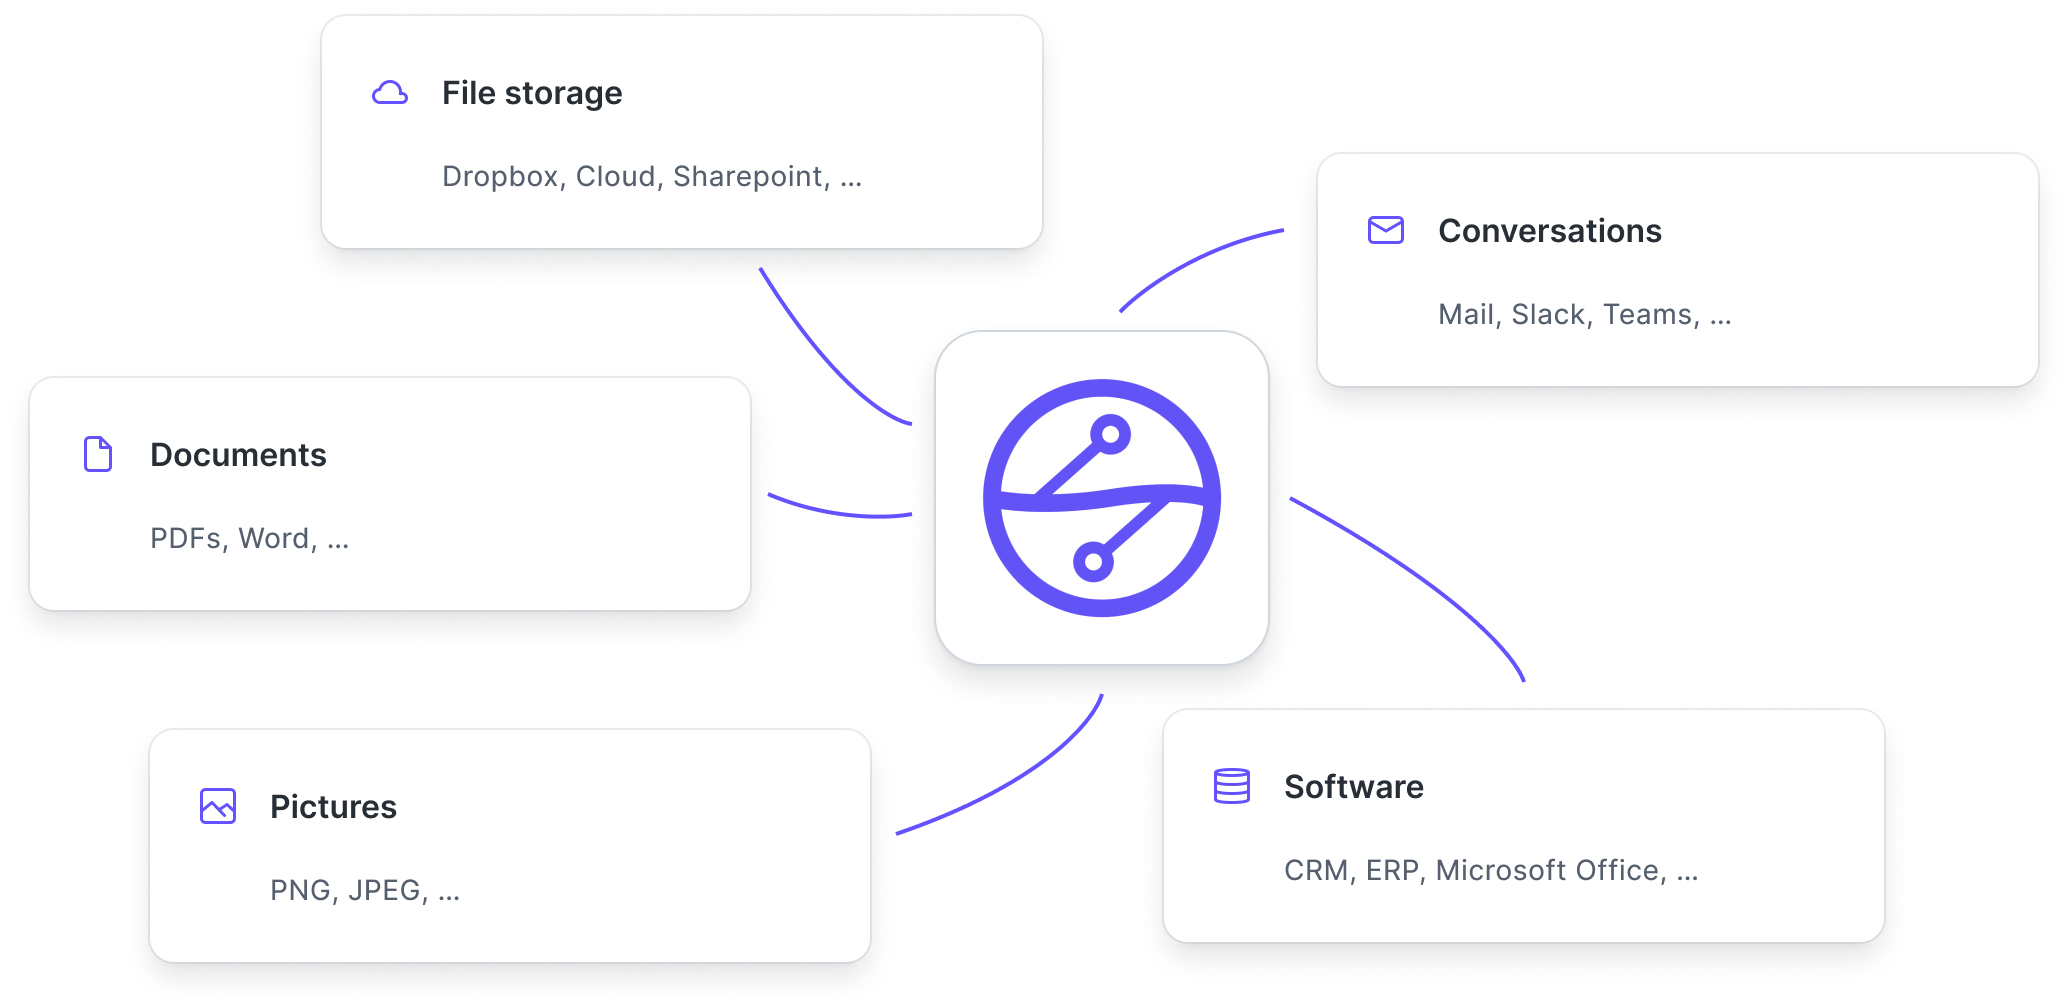 File storage
Dropbox, Cloud, Sharepoint, ...
Conversations
Mail, Slack, Teams, ...
Documents
PDFs, Word, ...
Pictures
PNG, JPEG, ...
Software
CRM, ERP, Microsoft Office, ...